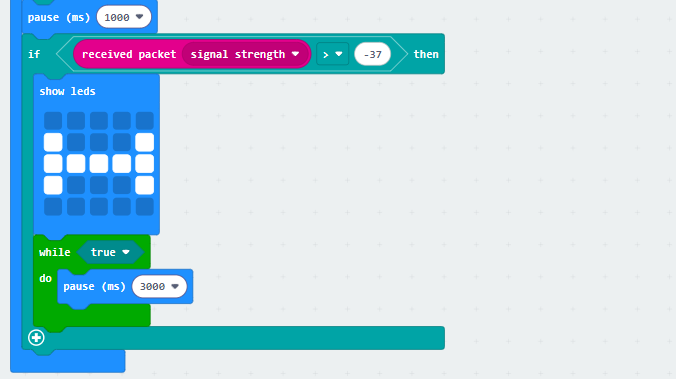 pause (ms) 1000
if received packet signal strength > -37 then
show leds
while true
do pause (ms) 3000